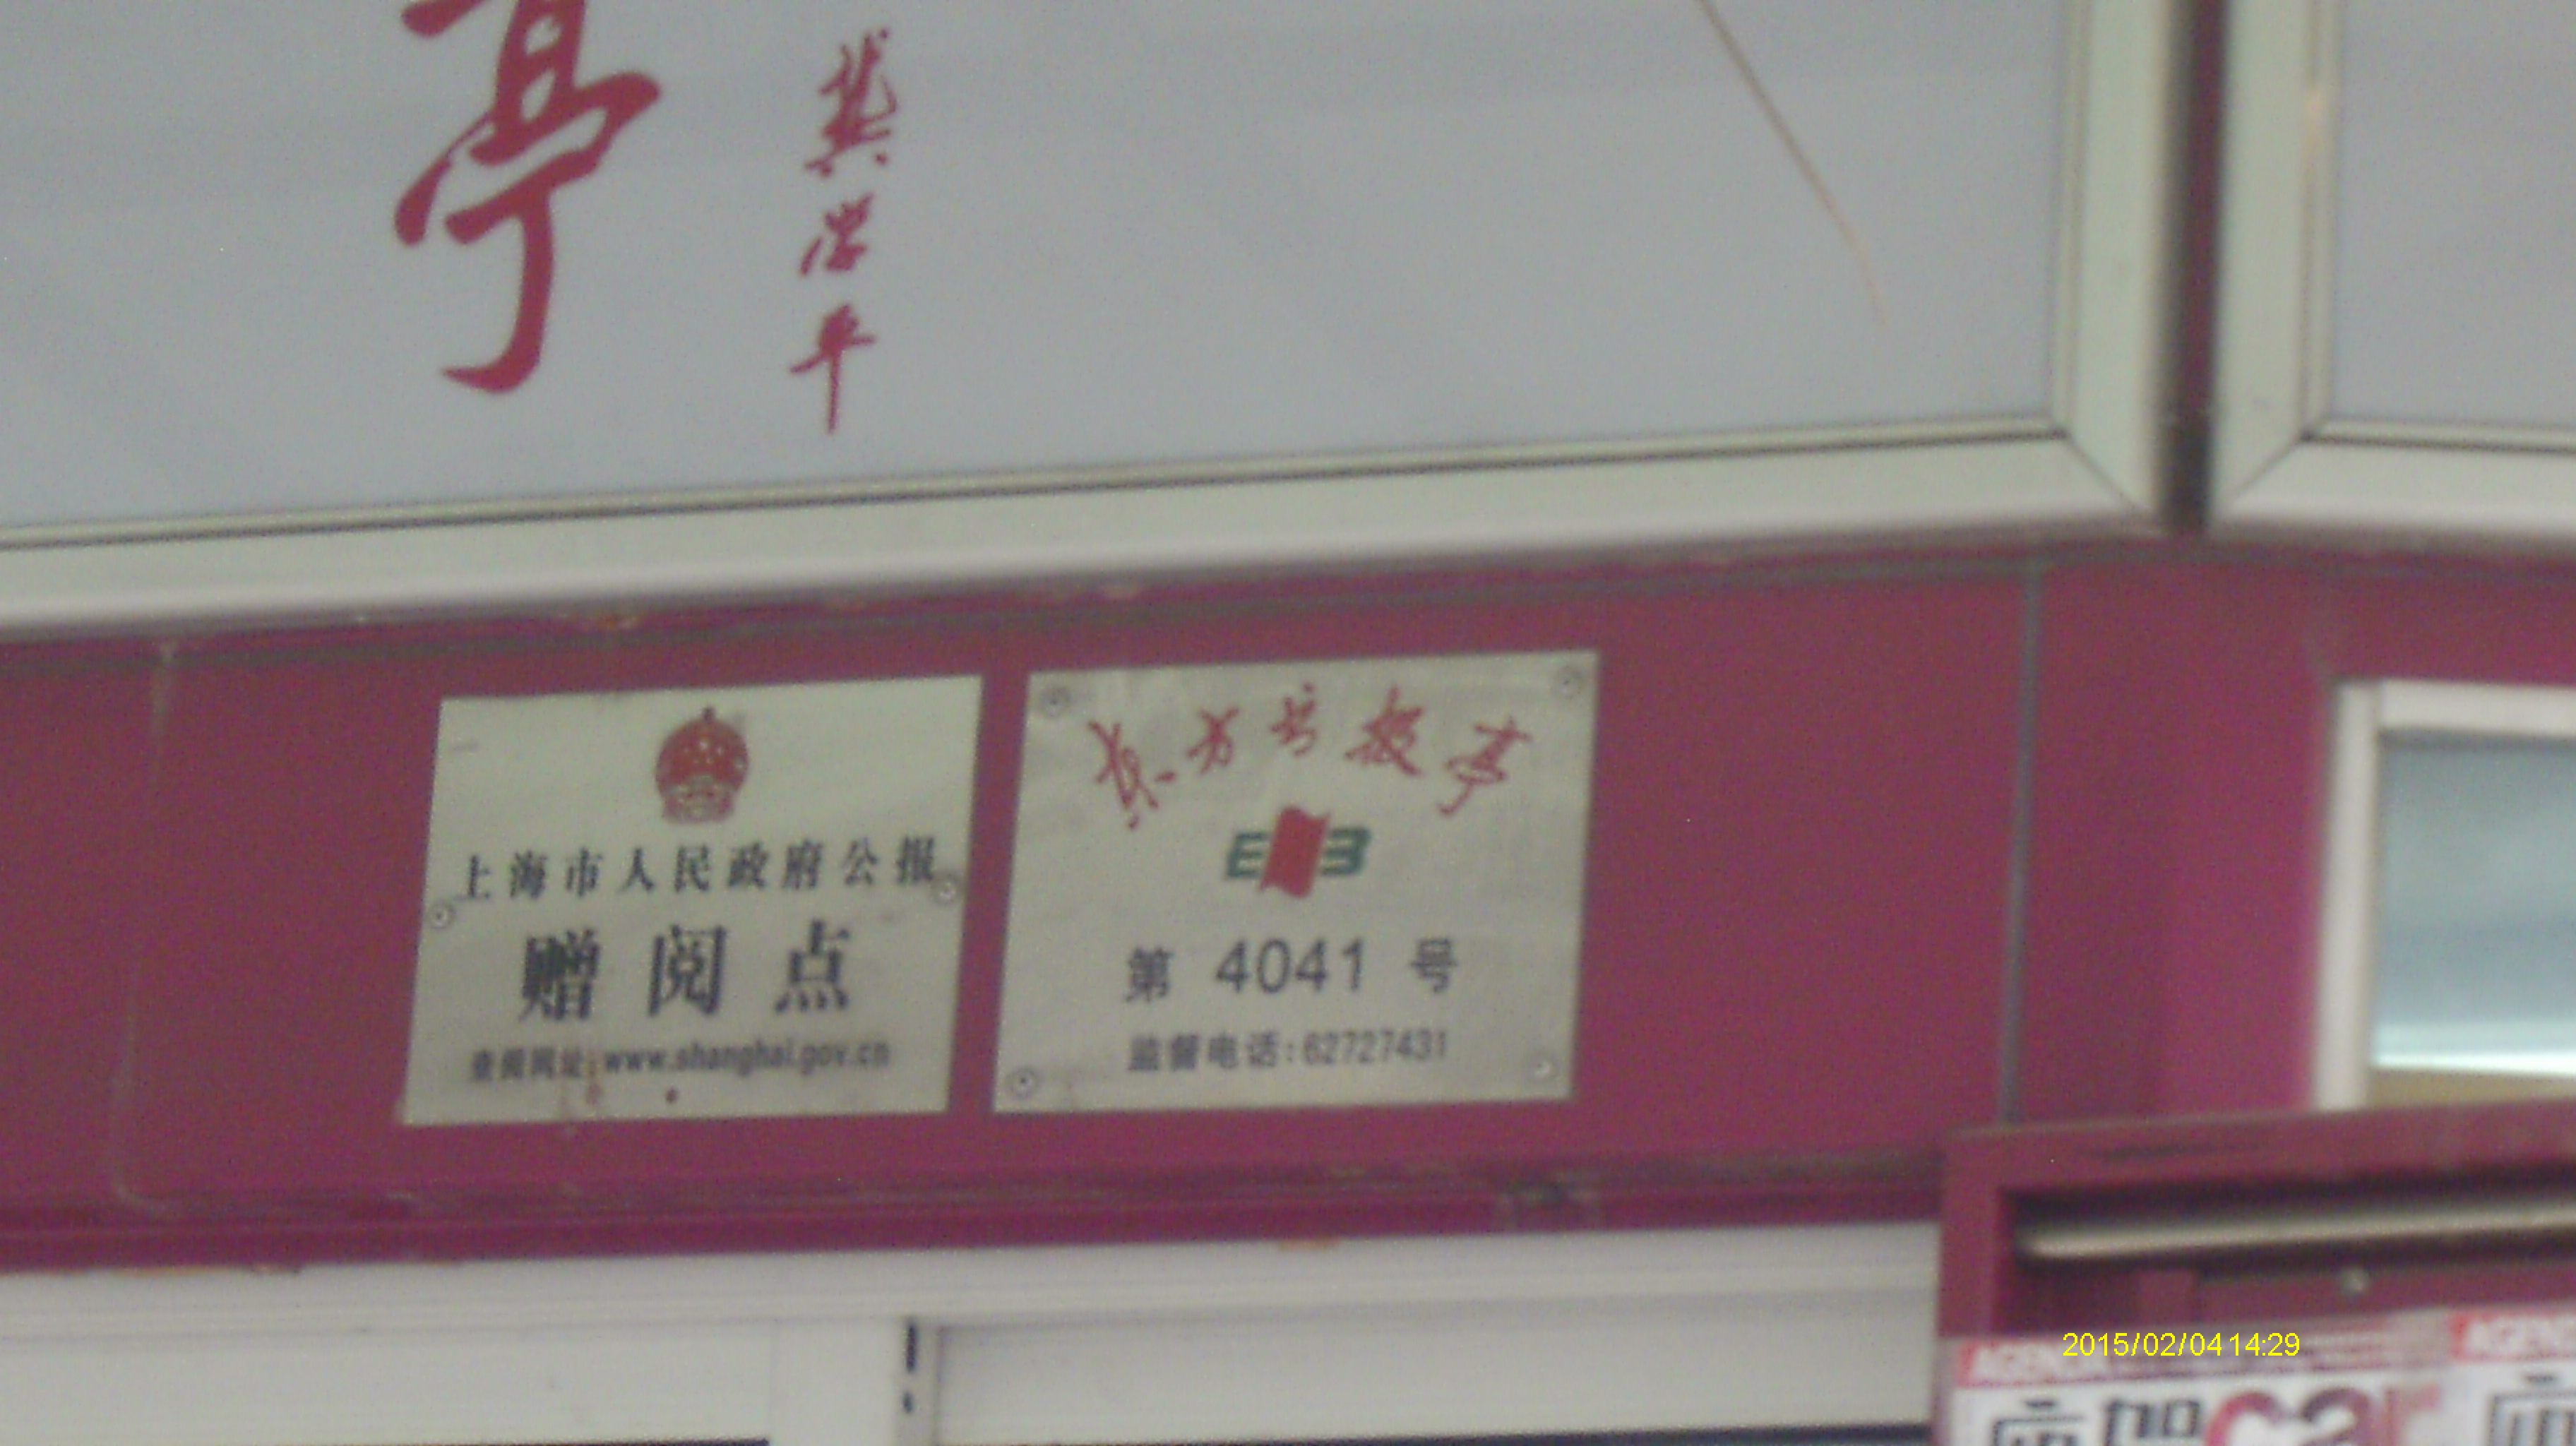 亭
龚学平
上海市人民政府公报
赠阅点
查阅网址:www.shanghai.gov.cn
东方书报亭
第 4041 号
监督电话:62727431
2015/02/04 14:29